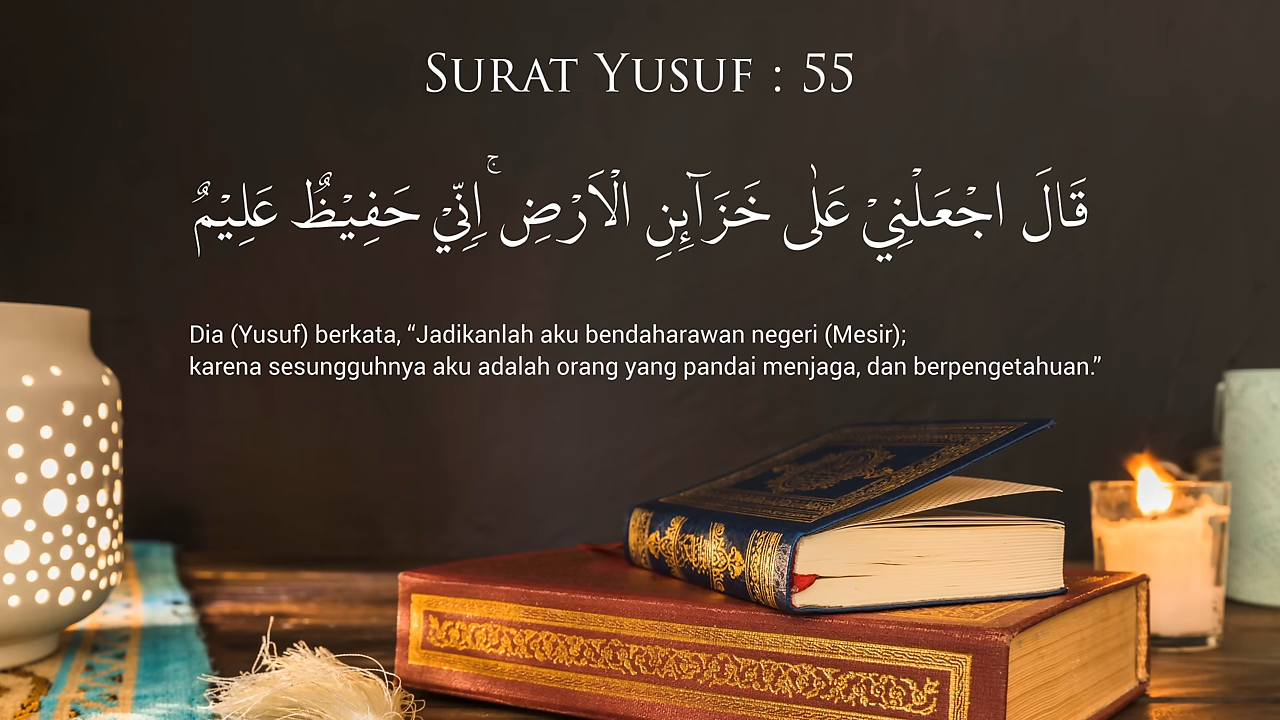 Surat Yusuf : 55
قَالَ اجْعَلْنِيْ عَلٰى خَزَاۤىِٕنِ الْاَرْضِۚ اِنِّيْ حَفِيْظٌ عَلِيْمٌ
Dia (Yusuf) berkata, “Jadikanlah aku bendaharawan negeri (Mesir);
karena sesungguhnya aku adalah orang yang pandai menjaga, dan berpengetahuan.”